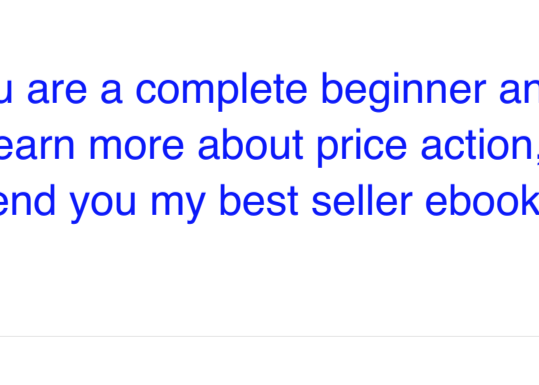 u are a complete beginner an
earn more about price action,
end you my best seller ebook